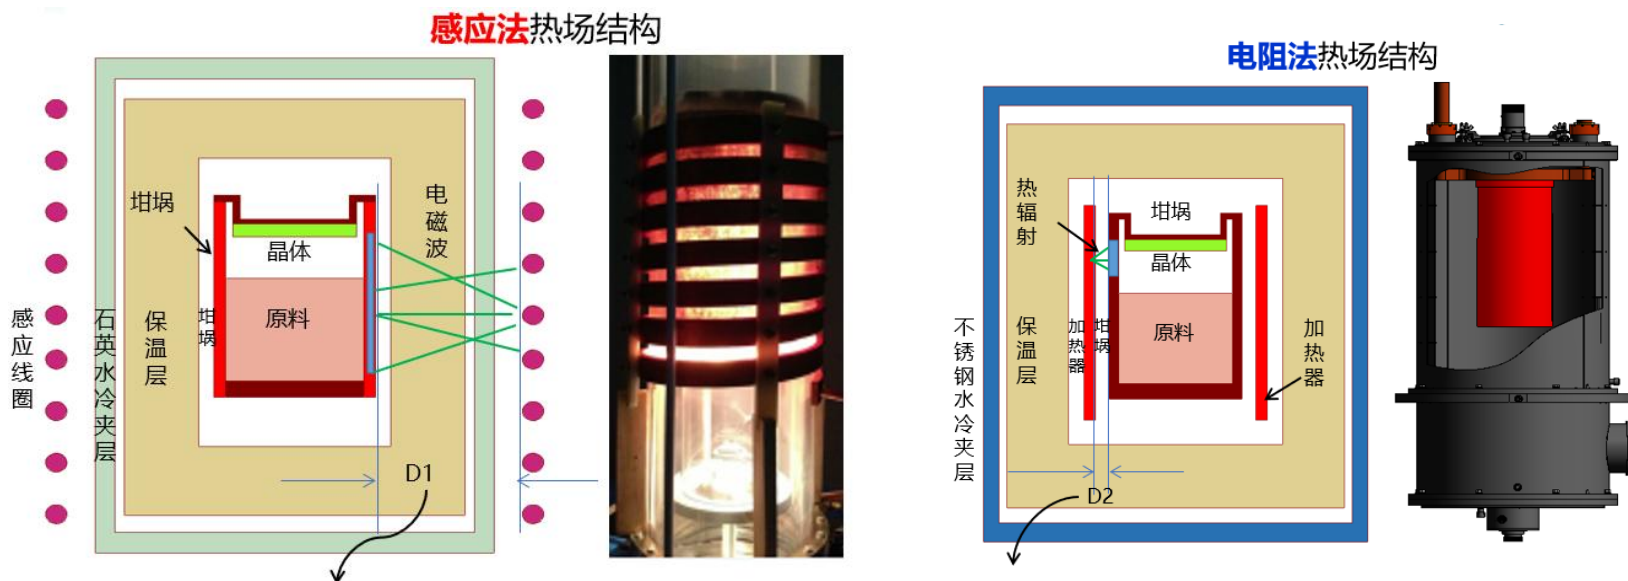 感应法热场结构
电阻法热场结构
坩埚
电磁波
晶体
原料
坩埚
保温层
石英水冷夹层
感应线圈
D1
热辐射
坩埚
晶体
原料
坩埚
加热器
保温层
不锈钢水冷夹层
加热器
D2